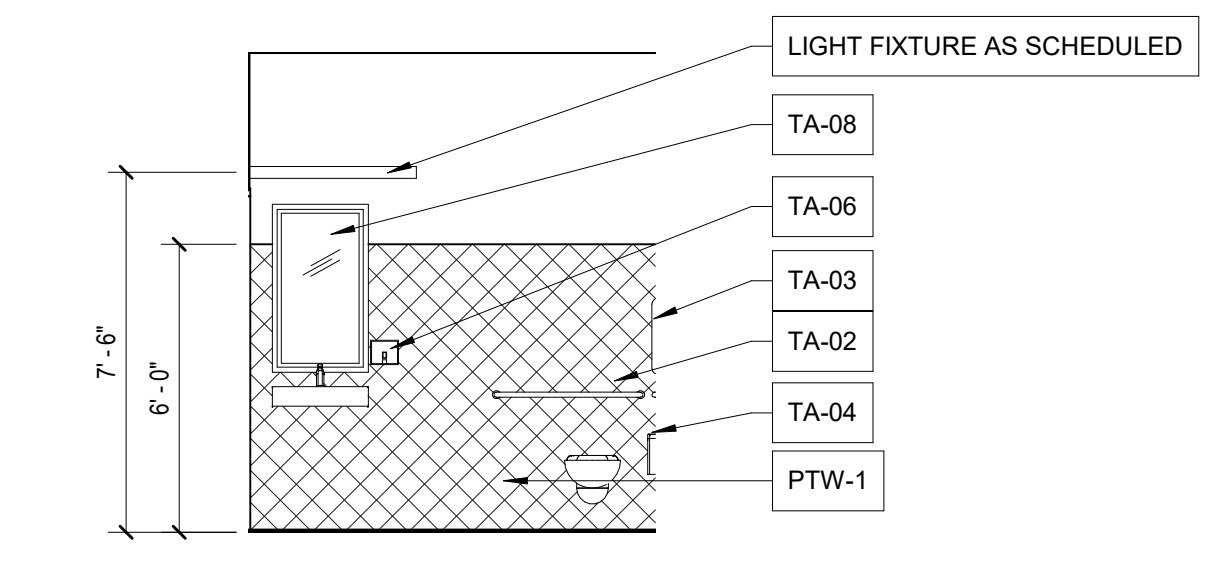 LIGHT FIXTURE AS SCHEDULED
TA-08
TA-06
TA-03
TA-02
TA-04
PTW-1
7' - 6"
6' - 0"